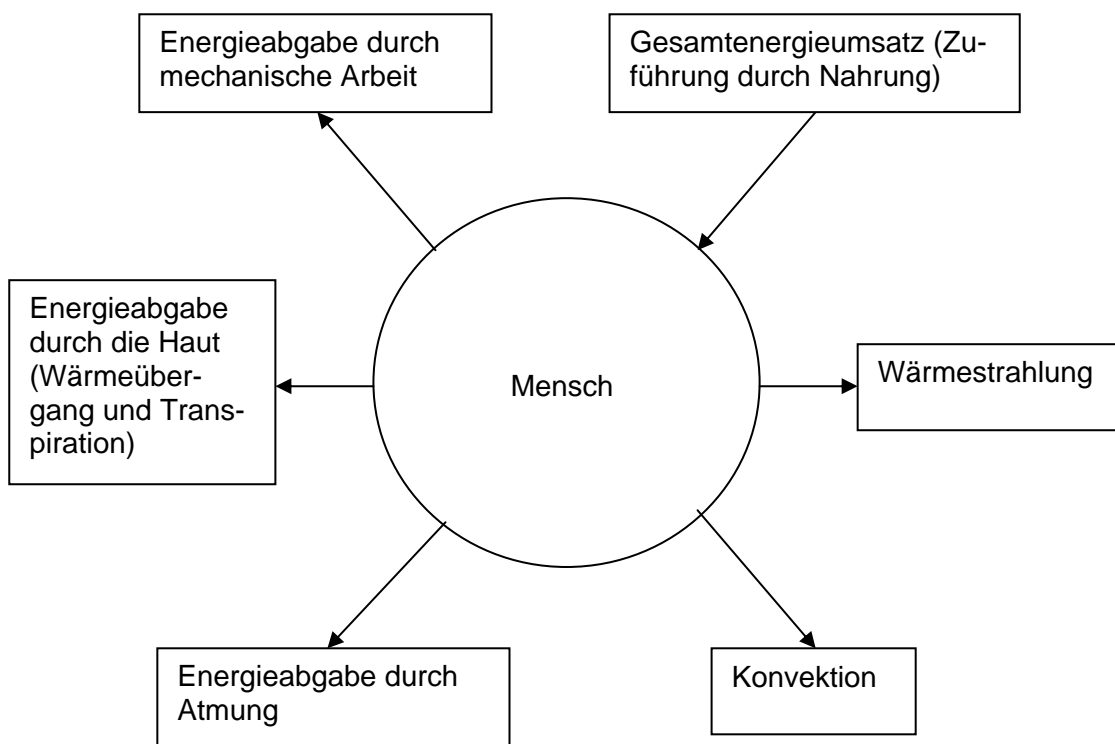 Energieabgabe durch
mechanische Arbeit
Gesamtenergieumsatz (Zu-
führung durch Nahrung)
Energieabgabe
durch die Haut
(Wärmeüber-
gang und Trans-
piration)
Mensch
Wärmestrahlung
Energieabgabe durch
Atmung
Konvektion